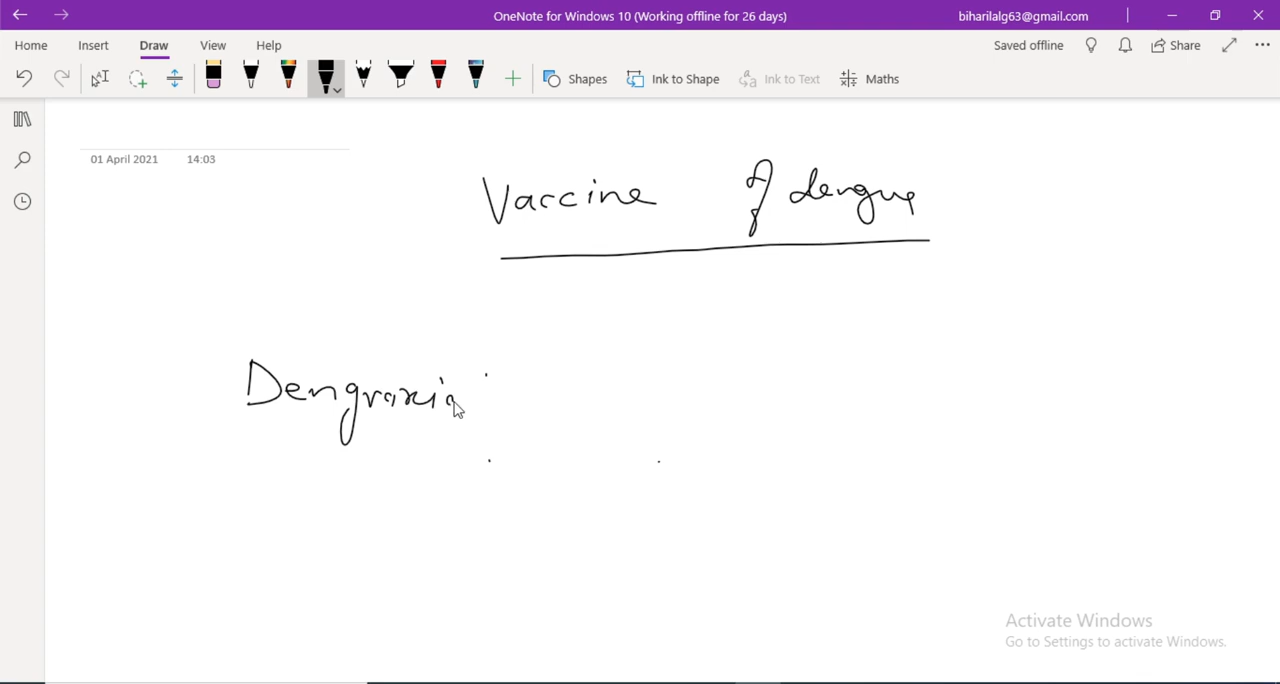 OneNote for Windows 10 (Working offline for 26 days)
biharilalg63@gmail.com
Home Insert Draw View Help
Saved offline Share
Shapes Ink to Shape Ink to Text Maths
01 April 2021 14:03
Vaccine of dengue
Dengraxia
Activate Windows
Go to Settings to activate Windows.